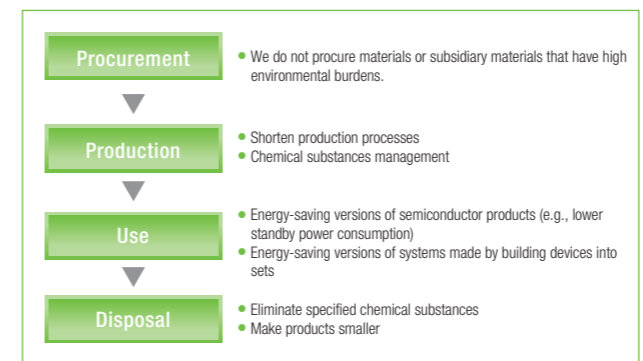 Procurement
• We do not procure materials or subsidiary materials that have high
environmental burdens.
Production
• Shorten production processes
• Chemical substances management
Use
• Energy-saving versions of semiconductor products (e.g., lower
standby power consumption)
• Energy-saving versions of systems made by building devices into
sets
Disposal
• Eliminate specified chemical substances
• Make products smaller